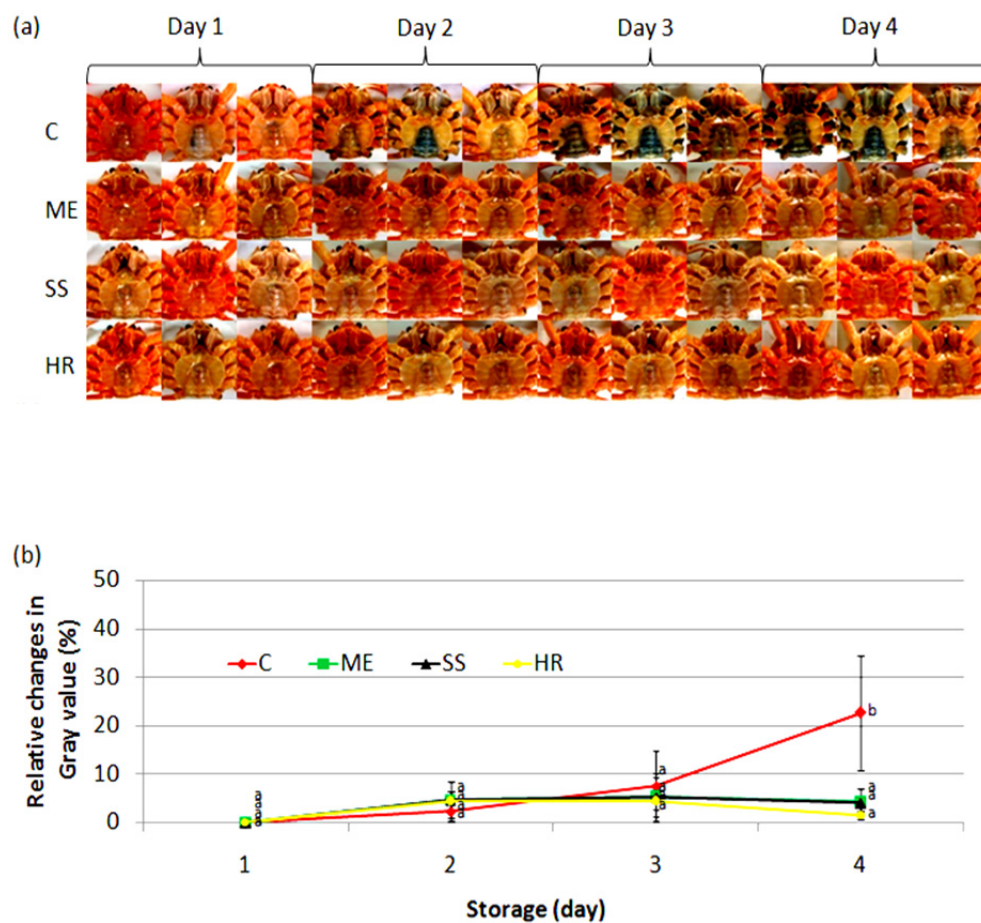 (a)
Day 1 Day 2 Day 3 Day 4
C
ME
SS
HR
(b)
Relative changes in
Gray value (%)
50
40
30
20
10
0
C ME SS HR
a
a
a
a
a
a
a
a
a
a
a
a
b
a
a
a
1 2 3 4
Storage (day)